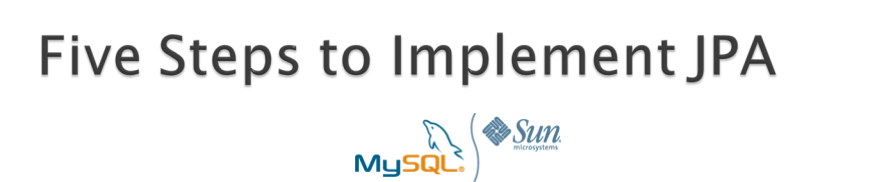 Five Steps to Implement JPA
MySQL® Sun
microsystems